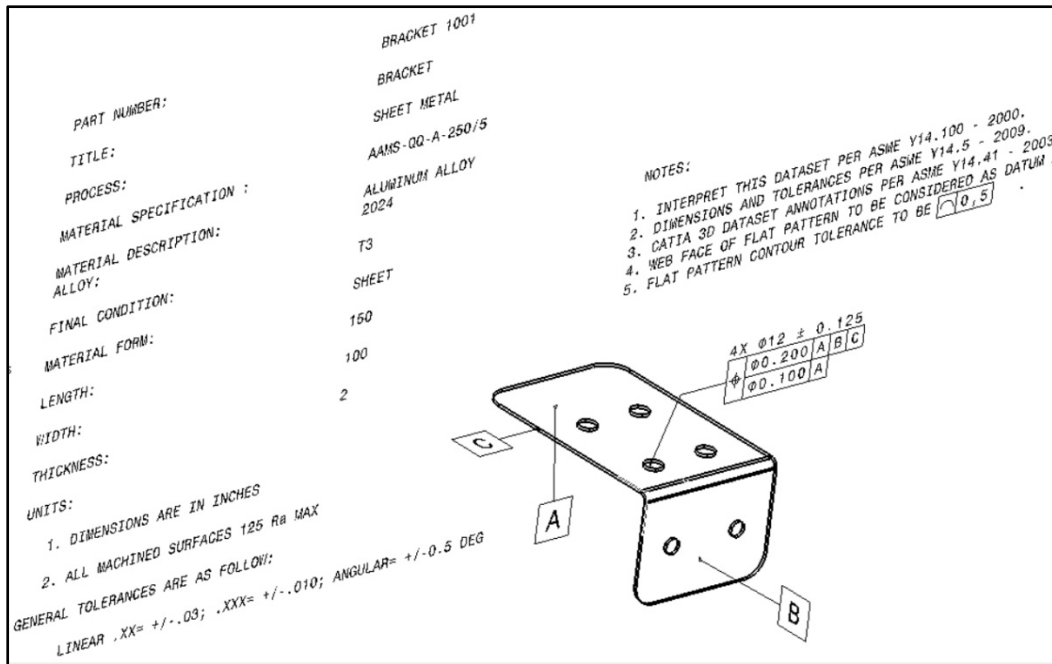 PART NUMBER: BRACKET 1001
TITLE: BRACKET
PROCESS: SHEET METAL
MATERIAL SPECIFICATION : AAMS-QQ-A-250/5
MATERIAL DESCRIPTION: ALUMINUM ALLOY
ALLOY: 2024
FINAL CONDITION: T3
MATERIAL FORM: SHEET
LENGTH: 150
WIDTH: 100
THICKNESS: 2
UNITS:
1. DIMENSIONS ARE IN INCHES
2. ALL MACHINED SURFACES 125 Ra MAX
GENERAL TOLERANCES ARE AS FOLLOW:
LINEAR .XX= +/-.03; .XXX= +/-.010; ANGULAR= +/-0.5 DEG
NOTES:
1. INTERPRET THIS DATASET PER ASME Y14.100 - 2000.
2. DIMENSIONS AND TOLERANCES PER ASME Y14.5 - 2009.
3. CATIA 3D DATASET ANNOTATIONS PER ASME Y14.41 - 2003
4. WEB FACE OF FLAT PATTERN TO BE CONSIDERED AS DATUM
5. FLAT PATTERN CONTOUR TOLERANCE TO BE ⌓ 0,5 .
4X Φ12 ± 0.125
⌖ Φ0.200 A B C
Φ0.100 A
C
A
B